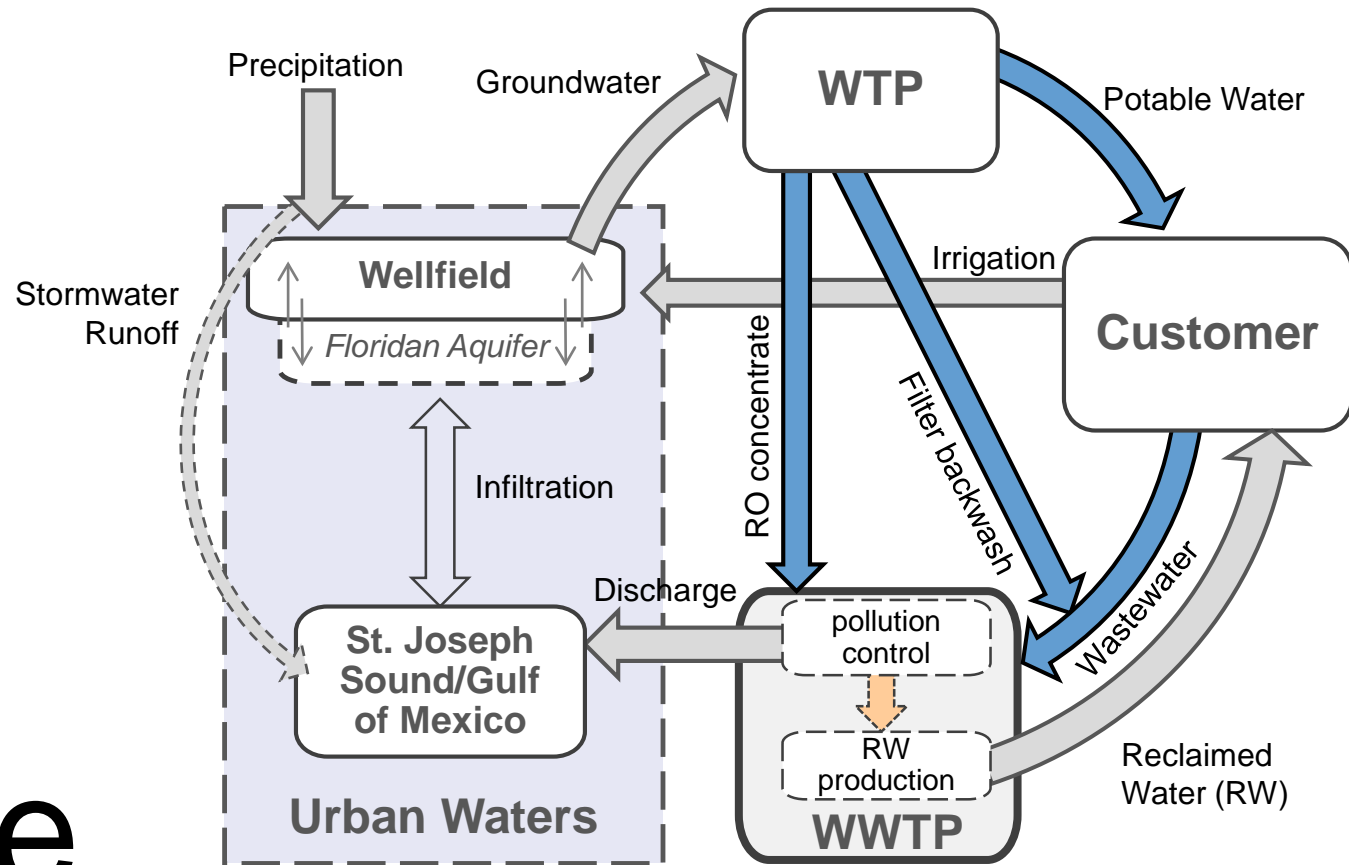 Precipitation
Groundwater
WTP
Potable Water
Stormwater
Runoff
Wellfield
Floridan Aquifer
Irrigation
Customer
Infiltration
RO concentrate
Filter backwash
Wastewater
Discharge
St. Joseph
Sound/Gulf
of Mexico
pollution
control
RW
production
Reclaimed
Water (RW)
Urban Waters
WWTP
e